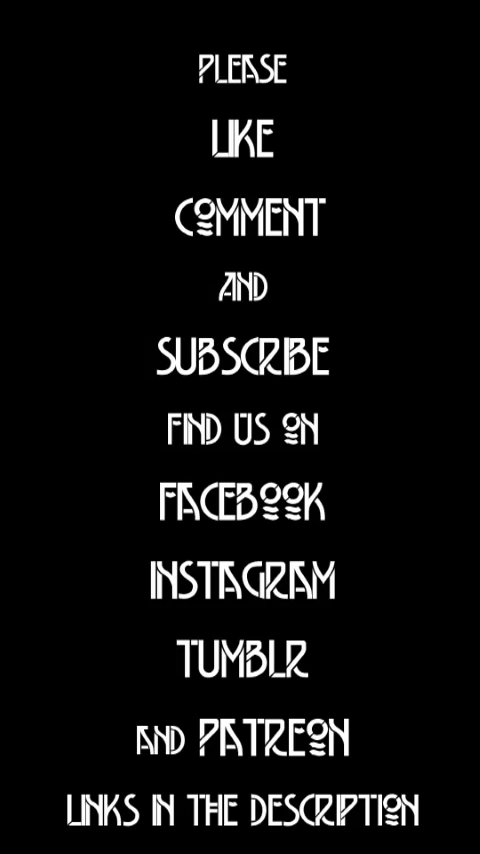 PLEASE
LIKE
COMMENT
AND
SUBSCRIBE
FIND US ON
FACEBOOK
INSTAGRAM
TUMBLR
AND PATREON
LINKS IN THE DESCRIPTION